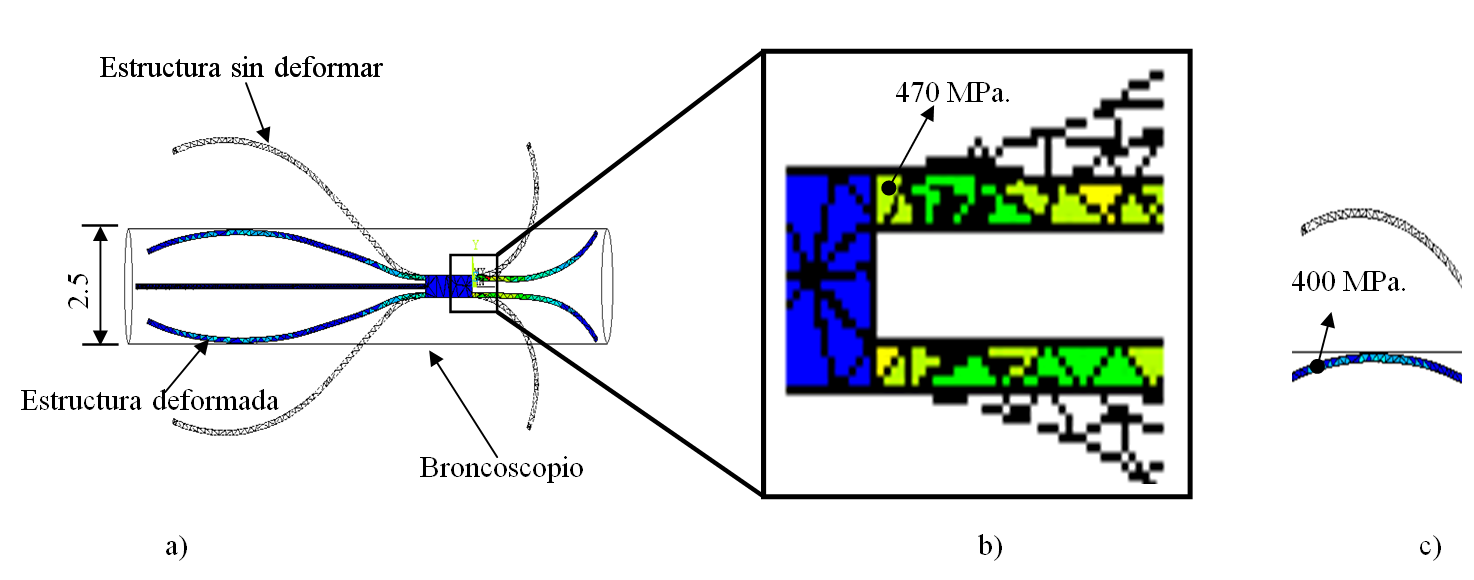 Estructura sin deformar
470 MPa.
Y
2.5
400 MPa.
Estructura deformada
Broncoscopio
a)
b)
c)